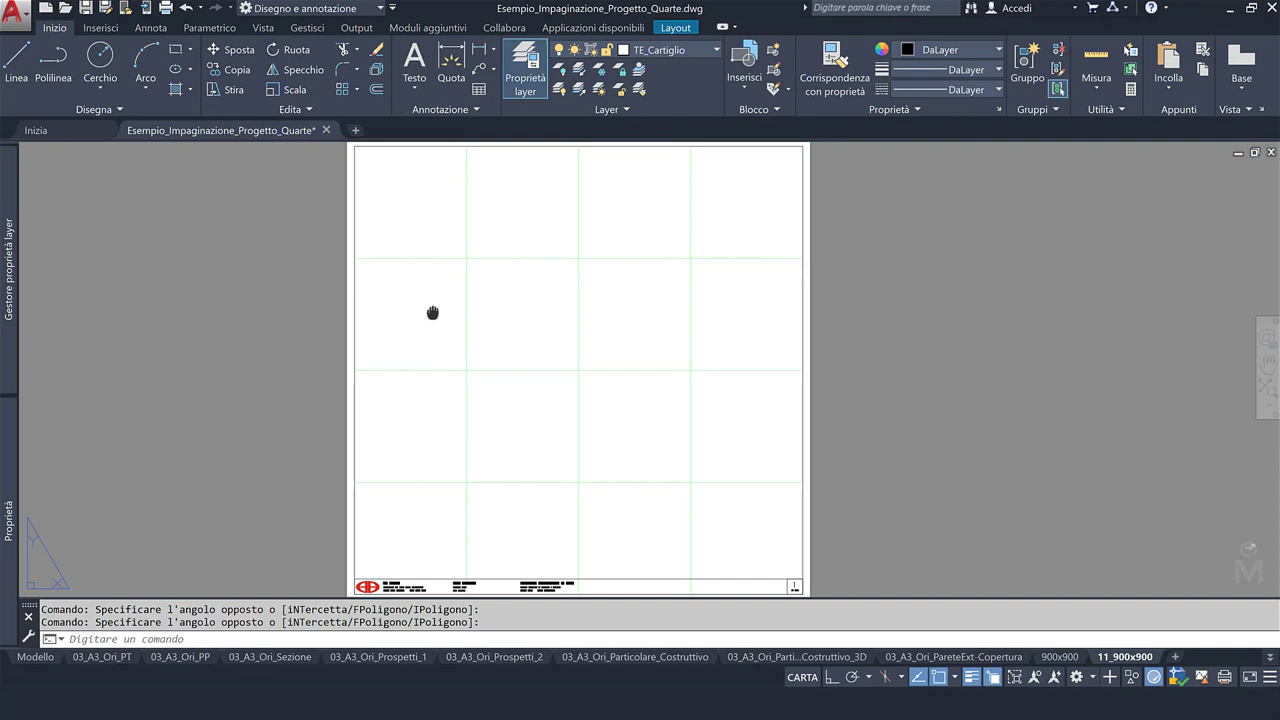 Disegno e annotazione
Esempio_Impaginazione_Progetto_Quarte.dwg
Digitare parola chiave o frase
Accedi
Inizio Inserisci Annota Parametrico Vista Gestisci Output Moduli aggiuntivi Collabora Applicazioni disponibili Layout
Linea Polilinea Cerchio Arco
Sposta Ruota
Copia Specchio
Stira Scala
Testo Quota
Proprietà layer
TE_Cartiglio
Inserisci
Corrispondenza con proprietà
DaLayer
DaLayer
DaLayer
Gruppo Misura Incolla Base
Disegna Edita Annotazione Layer Blocco Proprietà Gruppi Utilità Appunti Vista
Inizia Esempio_Impaginazione_Progetto_Quarte*
Gestore proprietà layer
Proprietà
Y
X
1
M
Comando: Specificare l'angolo opposto o [iNTercetta/FPoligono/IPoligono]:
Comando: Specificare l'angolo opposto o [iNTercetta/FPoligono/IPoligono]:
Digitare un comando
Modello 03_A3_Ori_PT 03_A3_Ori_PP 03_A3_Ori_Sezione 03_A3_Ori_Prospetti_1 03_A3_Ori_Prospetti_2 03_A3_Ori_Particolare_Costruttivo 03_A3_Ori_Parti...Costruttivo_3D 03_A3_Ori_PareteExt-Copertura 900x900 11_900x900
CARTA